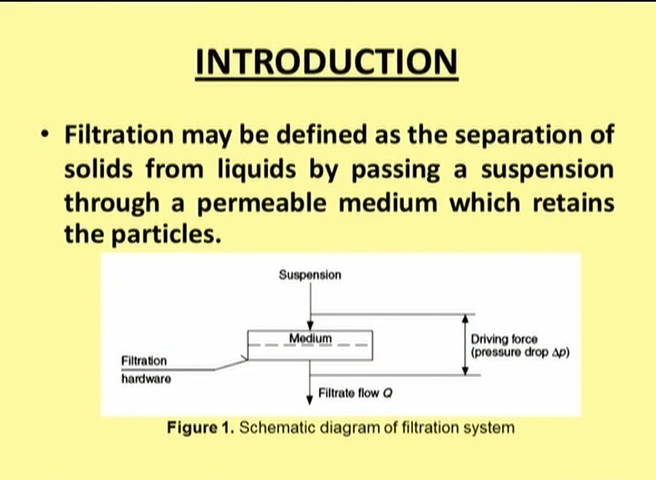 INTRODUCTION
• Filtration may be defined as the separation of
solids from liquids by passing a suspension
through a permeable medium which retains
the particles.
Suspension
Medium
Driving force
(pressure drop Δp)
Filtration
hardware
Filtrate flow Q
Figure 1. Schematic diagram of filtration system